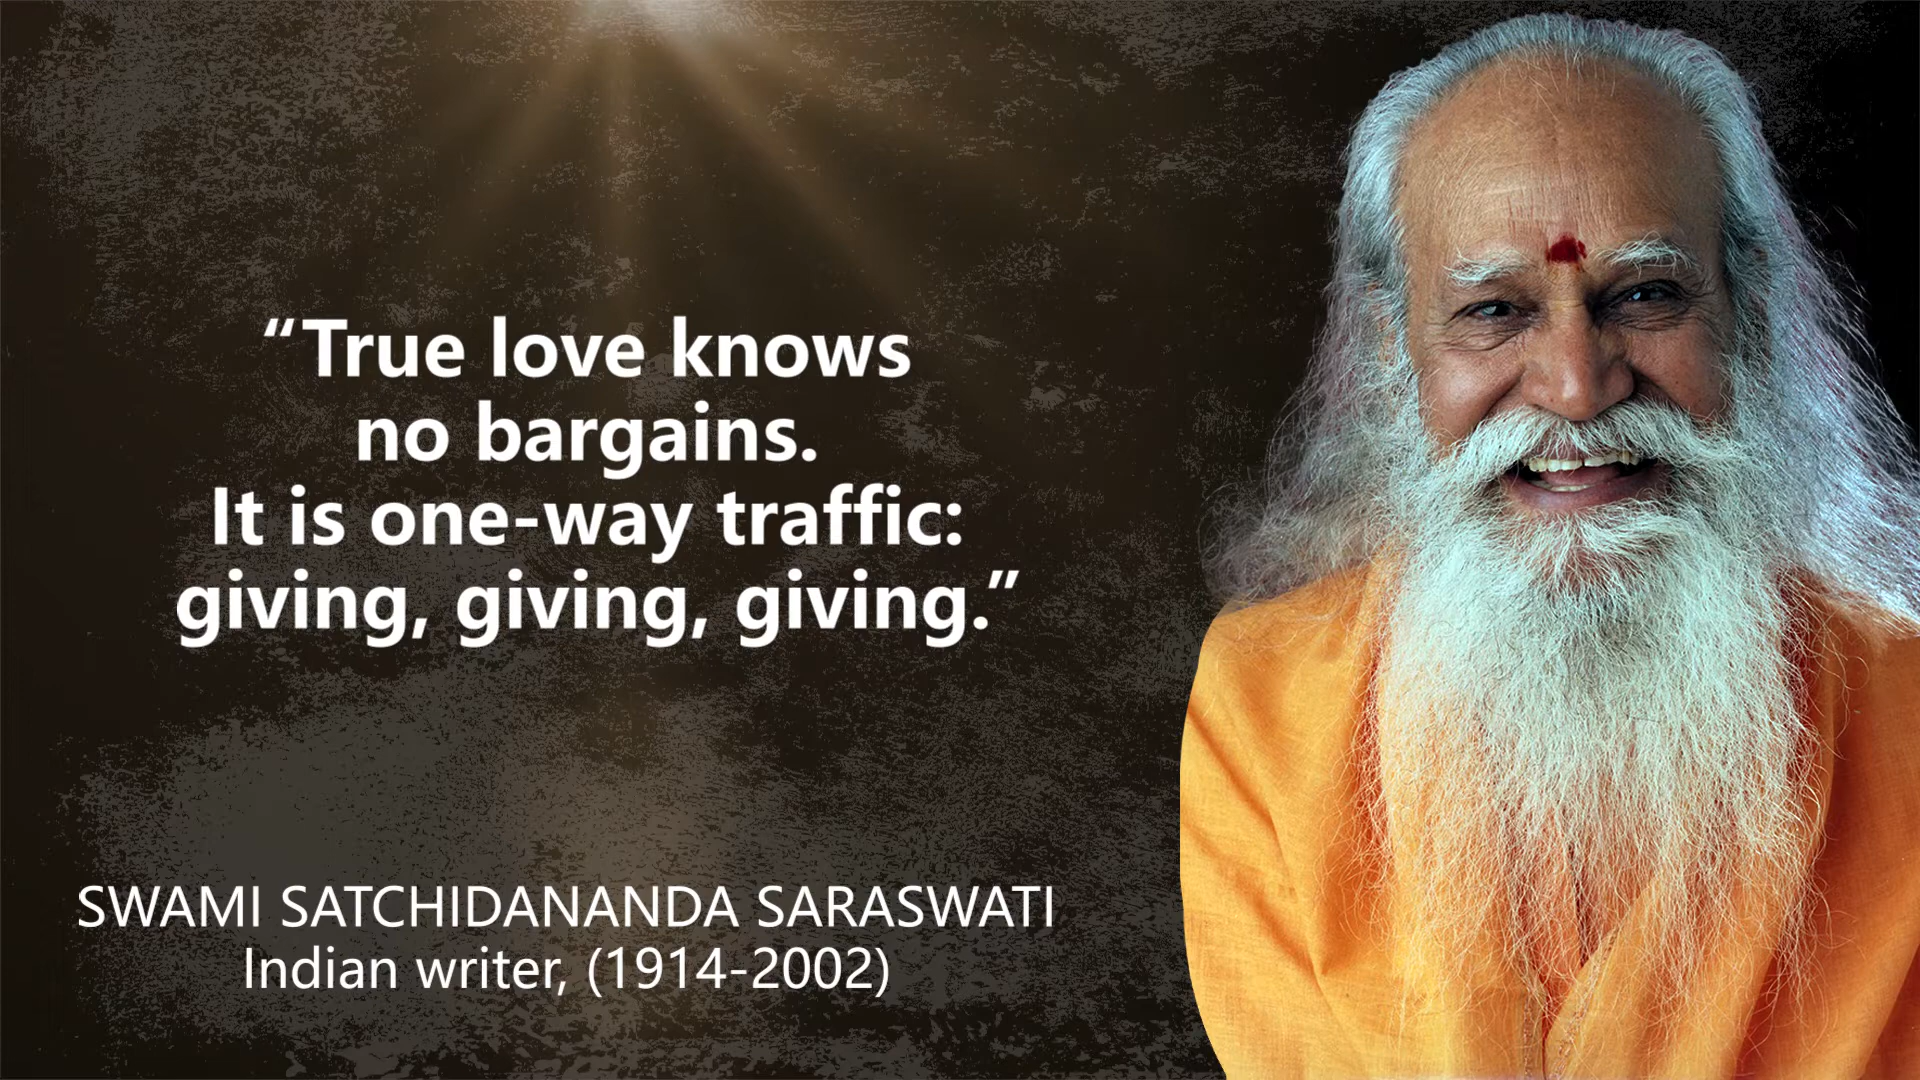 “True love knows
no bargains.
It is one-way traffic:
giving, giving, giving.”
SWAMI SATCHIDANANDA SARASWATI
Indian writer, (1914-2002)